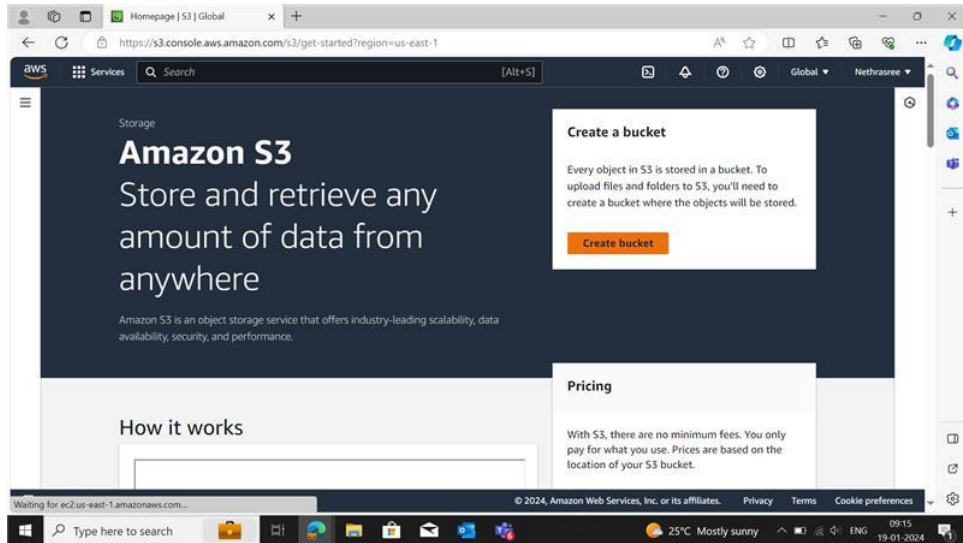 Homepage | S3 | Global
https://s3.console.aws.amazon.com/s3/get-started?region=us-east-1
aws
Services
Search
[Alt+S]
Global
Nethrasree
Storage
Amazon S3
Store and retrieve any
amount of data from
anywhere
Amazon S3 is an object storage service that offers industry-leading scalability, data
availability, security, and performance.
Create a bucket
Every object in S3 is stored in a bucket. To
upload files and folders to S3, you'll need to
create a bucket where the objects will be stored.
Create bucket
Pricing
With S3, there are no minimum fees. You only
pay for what you use. Prices are based on the
location of your S3 bucket.
How it works
Waiting for ec2.us-east-1.amazonaws.com...
© 2024, Amazon Web Services, Inc. or its affiliates.
Privacy
Terms
Cookie preferences
Type here to search
25°C Mostly sunny
ENG
09:15
19-01-2024